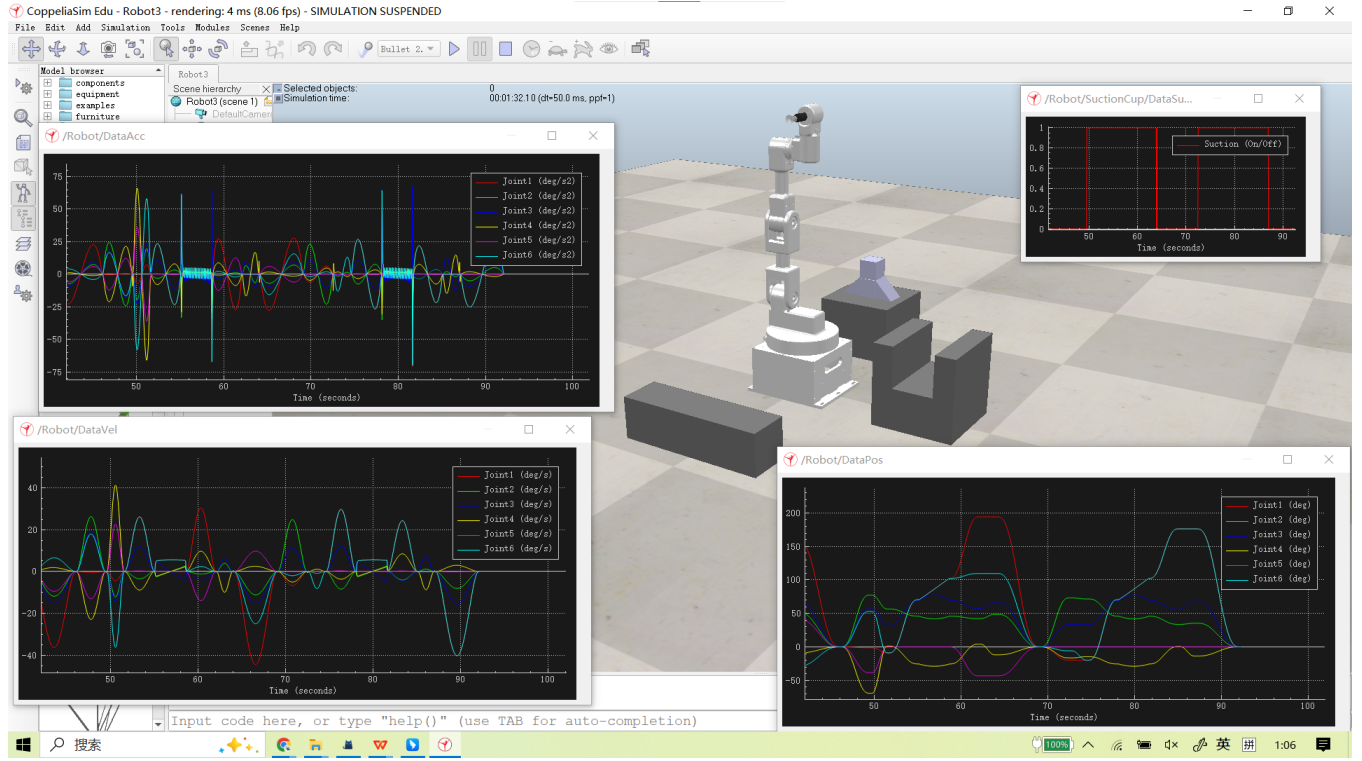 CoppeliaSim Edu - Robot3 - rendering: 4 ms (8.06 fps) - SIMULATION SUSPENDED
File Edit Add Simulation Tools Modules Scenes Help
Bullet 2.
Model browser
components
equipment
examples
furniture
Robot3
Scene hierarchy
Robot3 (scene 1)
DefaultCamer
Selected objects: 0
Simulation time: 00:01:32.10 (dt=50.0 ms, ppf=1)
/Robot/DataAcc
75
50
25
0
-25
-50
-75
50 60 70 80 90 100
Time (seconds)
Joint1 (deg/s2)
Joint2 (deg/s2)
Joint3 (deg/s2)
Joint4 (deg/s2)
Joint5 (deg/s2)
Joint6 (deg/s2)
/Robot/SuctionCup/DataSu...
1
0.8
0.6
0.4
0.2
0
50 60 70 80 90
Time (seconds)
Suction (On/Off)
/Robot/DataVel
40
20
0
-20
-40
50 60 70 80 90 100
Time (seconds)
Joint1 (deg/s)
Joint2 (deg/s)
Joint3 (deg/s)
Joint4 (deg/s)
Joint5 (deg/s)
Joint6 (deg/s)
/Robot/DataPos
200
150
100
50
0
-50
50 60 70 80 90 100
Time (seconds)
Joint1 (deg)
Joint2 (deg)
Joint3 (deg)
Joint4 (deg)
Joint5 (deg)
Joint6 (deg)
Input code here, or type "help()" (use TAB for auto-completion)
搜索
100%
英
拼
1:06